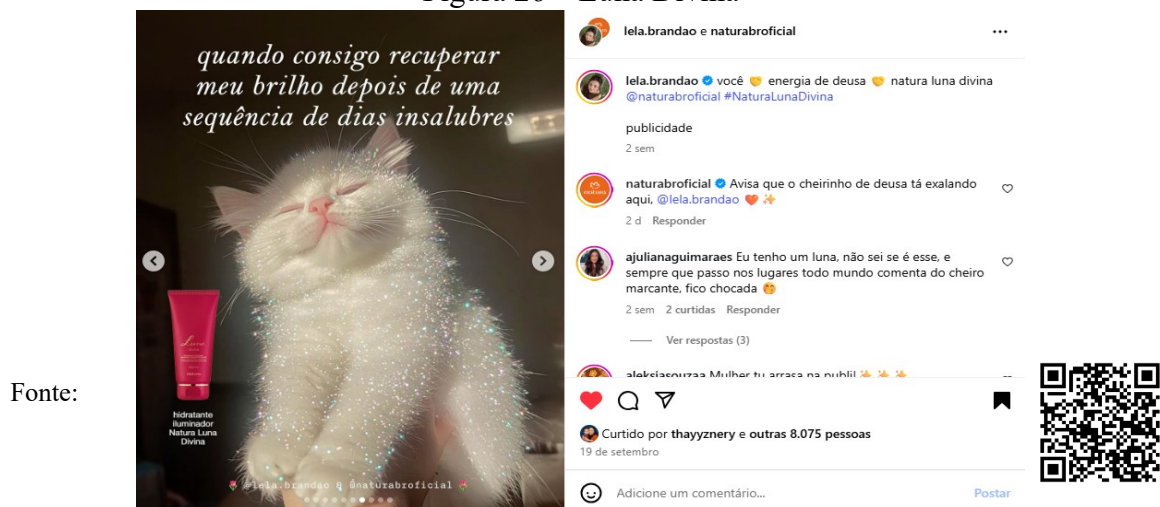 quando consigo recuperar
meu brilho depois de uma
sequência de dias insalubres
Luna
hidratante
iluminador
Natura Luna
Divina
@lela.brandao & @naturabroficial
lela.brandao e naturabroficial
lela.brandao você 🤝 energia de deusa 🤝 natura luna divina
@naturabroficial #NaturaLunaDivina
publicidade
2 sem
naturabroficial Avisa que o cheirinho de deusa tá exalando
aqui, @lela.brandao
2 d Responder
ajulianaguimaraes Eu tenho um luna, não sei se é esse, e
sempre que passo nos lugares todo mundo comenta do cheiro
marcante, fico chocada
2 sem 2 curtidas Responder
Ver respostas (3)
aleksiasouzaa Mulher tu arrasa na publi!
Curtido por thayyznery e outras 8.075 pessoas
19 de setembro
Adicione um comentário...
Postar
Fonte: